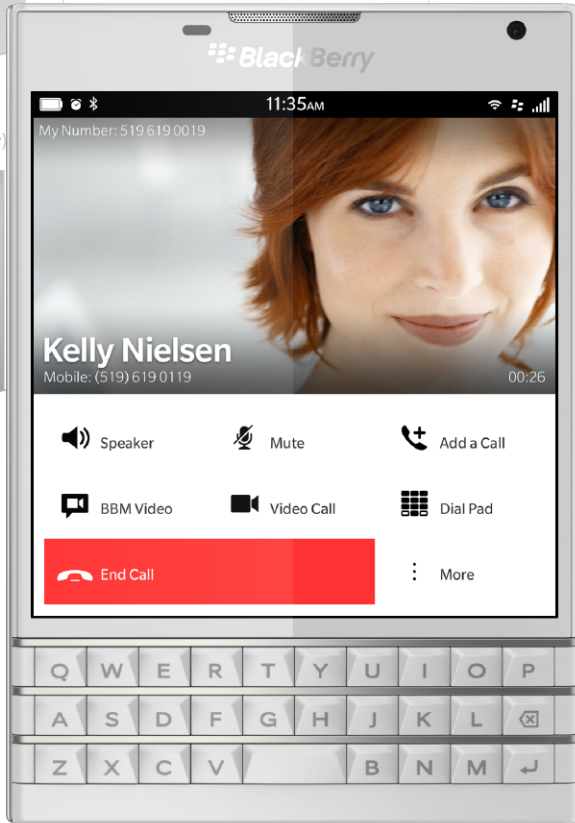 BlackBerry
11:35AM
My Number: 519 619 0019
Kelly Nielsen
Mobile: (519) 619 0119
00:26
Speaker
Mute
Add a Call
BBM Video
Video Call
Dial Pad
End Call
More
Q W E R T Y U I O P
A S D F G H J K L
Z X C V B N M